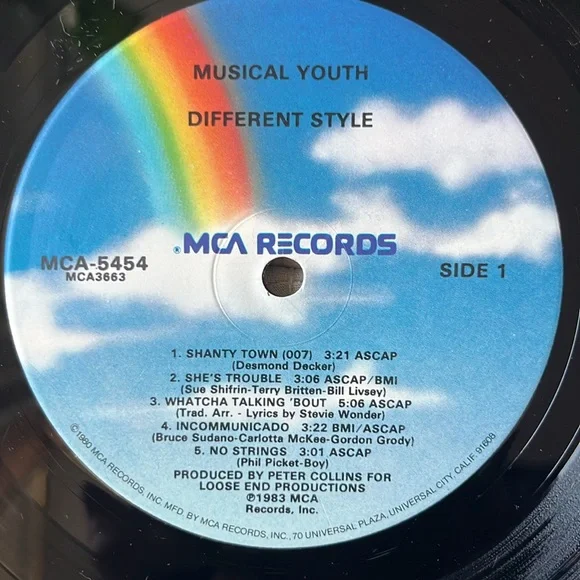 MUSICAL YOUTH
DIFFERENT STYLE
®MCA RECORDS
MCA-5454
MCA3663
SIDE 1
1. SHANTY TOWN (007) 3:21 ASCAP
(Desmond Decker)
2. SHE'S TROUBLE 3:06 ASCAP/BMI
(Sue Shifrin-Terry Britten-Bill Livsey)
3. WHATCHA TALKING 'BOUT 5:06 ASCAP
(Trad. Arr. - Lyrics by Stevie Wonder)
4. INCOMMUNICADO 3:22 BMI/ASCAP
(Bruce Sudano-Carlotta McKee-Gordon Grody)
5. NO STRINGS 3:01 ASCAP
(Phil Picket-Boy)
PRODUCED BY PETER COLLINS FOR
LOOSE END PRODUCTIONS
℗1983 MCA
Records, Inc.
©1980 MCA RECORDS, INC. MFD. BY MCA RECORDS, INC., 70 UNIVERSAL PLAZA, UNIVERSAL CITY, CALIF. 91608